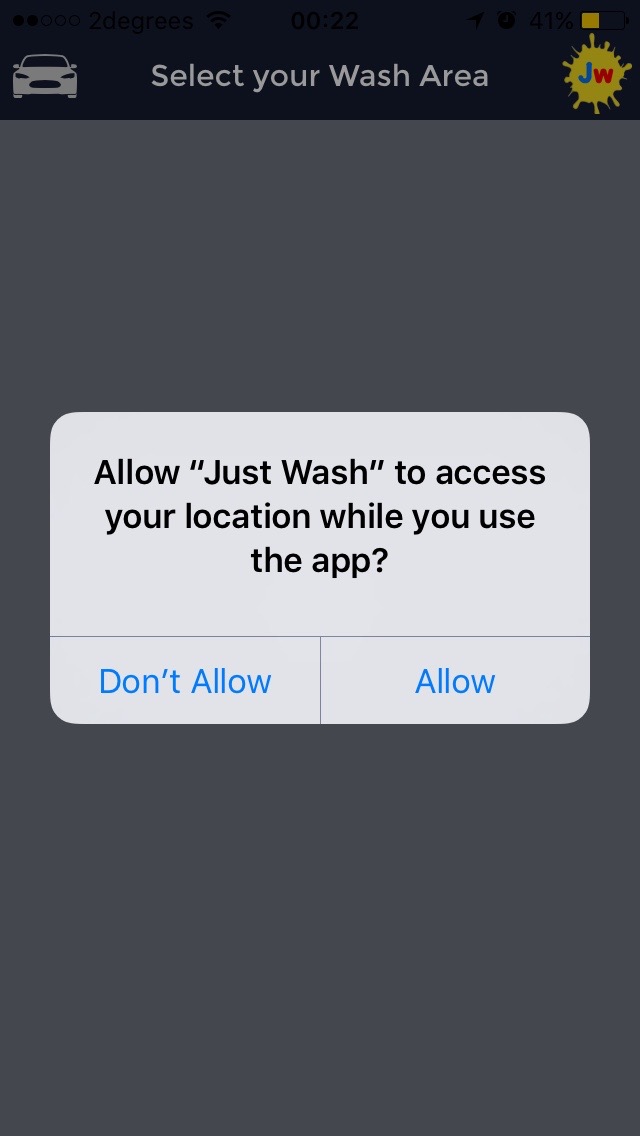 2degrees 00:22 41%
Select your Wash Area
Jw
Allow “Just Wash” to access
your location while you use
the app?
Don’t Allow Allow